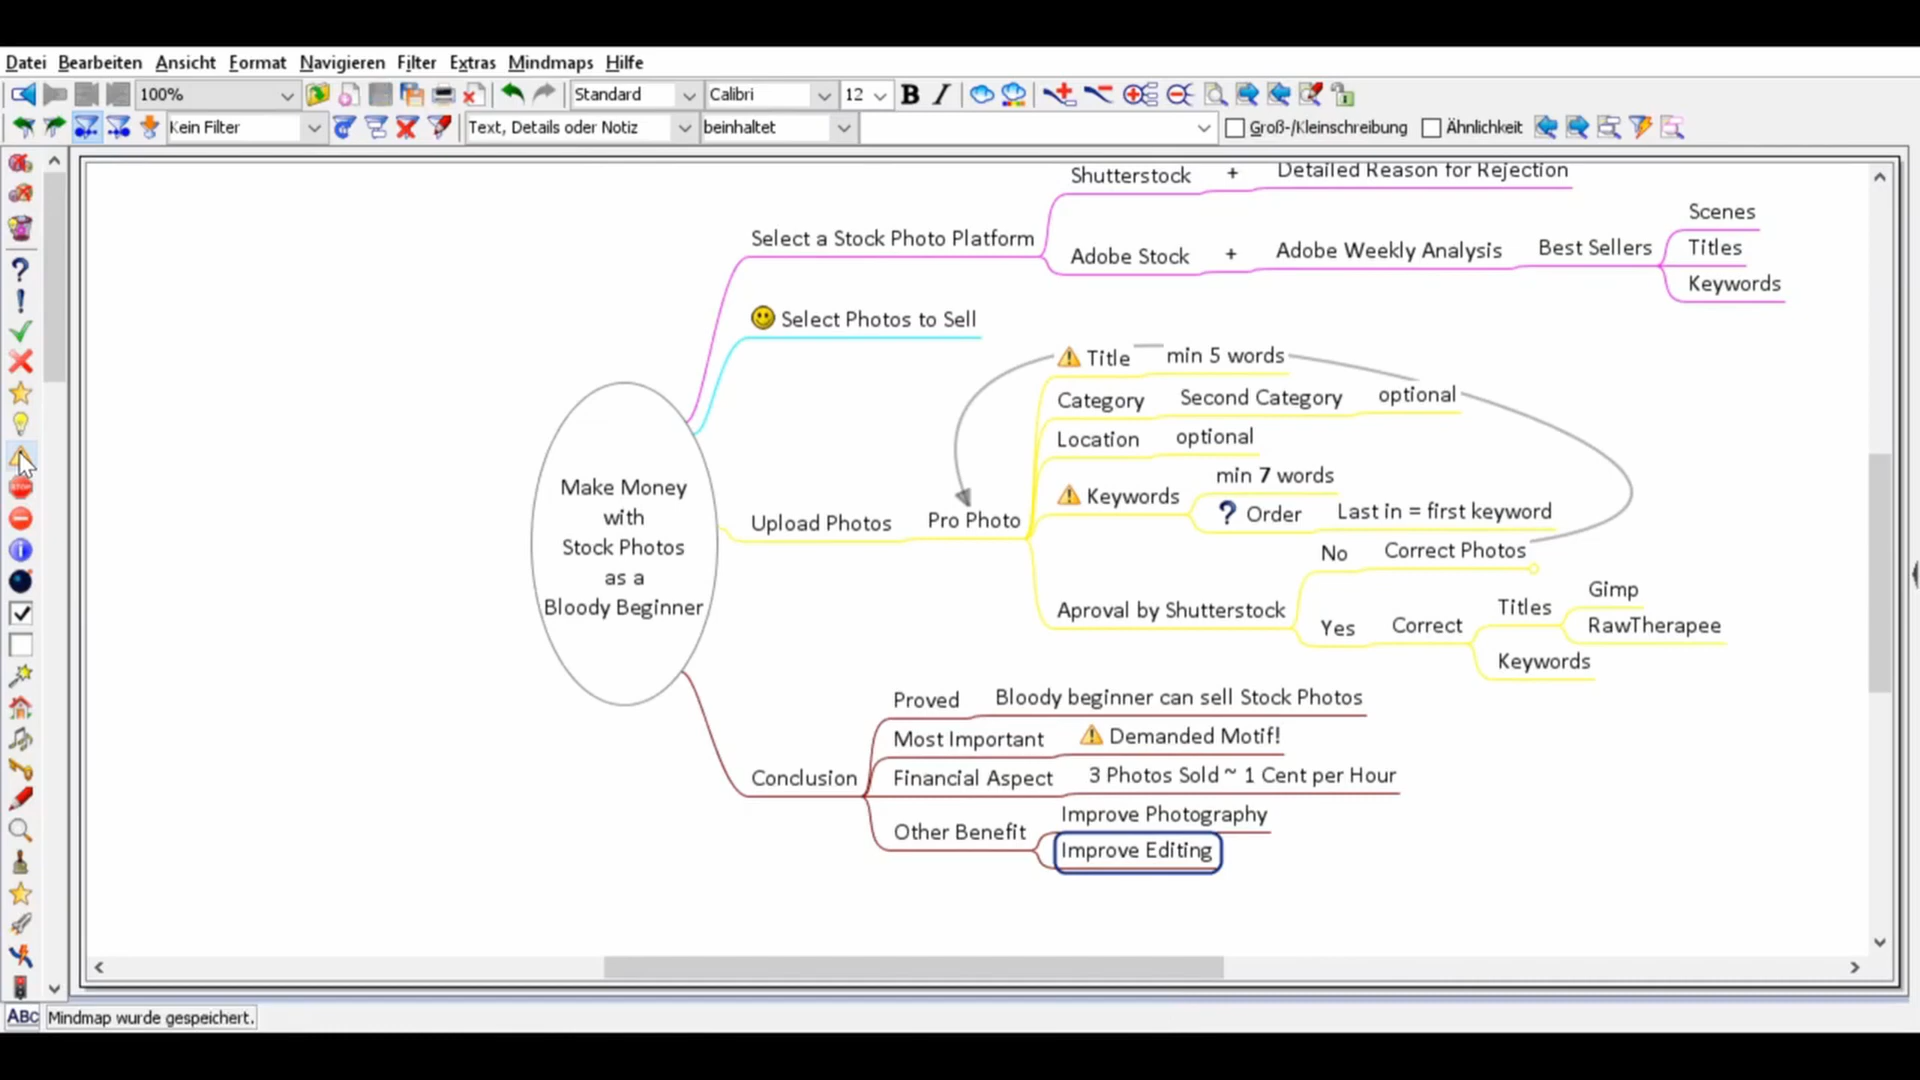 Datei Bearbeiten Ansicht Format Navigieren Filter Extras Mindmaps Hilfe
100% Standard Calibri 12 B I
Kein Filter Text, Details oder Notiz beinhaltet Groß-/Kleinschreibung Ähnlichkeit
Shutterstock + Detailed Reason for Rejection
Scenes
Select a Stock Photo Platform
Adobe Stock + Adobe Weekly Analysis Best Sellers Titles
Keywords
Select Photos to Sell
Title min 5 words
Category Second Category optional
Location optional
min 7 words
Keywords
? Order Last in = first keyword
Make Money
with
Stock Photos
as a
Bloody Beginner
Upload Photos Pro Photo
No Correct Photos
Aproval by Shutterstock
Yes Correct Titles Gimp
RawTherapee
Keywords
Proved Bloody beginner can sell Stock Photos
Most Important Demanded Motif!
Conclusion Financial Aspect 3 Photos Sold ~ 1 Cent per Hour
Other Benefit Improve Photography
Improve Editing
STOP
ABC Mindmap wurde gespeichert.